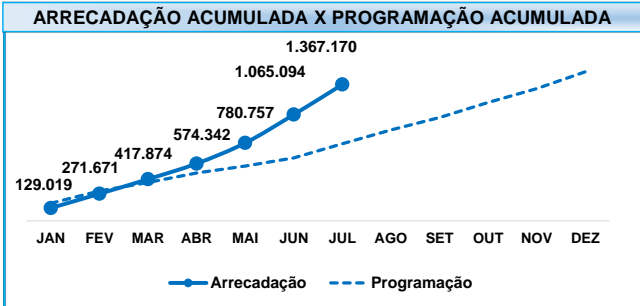 ARRECADAÇÃO ACUMULADA X PROGRAMAÇÃO ACUMULADA
1.367.170
1.065.094
780.757
574.342
417.874
271.671
129.019
JAN FEV MAR ABR MAI JUN JUL AGO SET OUT NOV DEZ
Arrecadação Programação